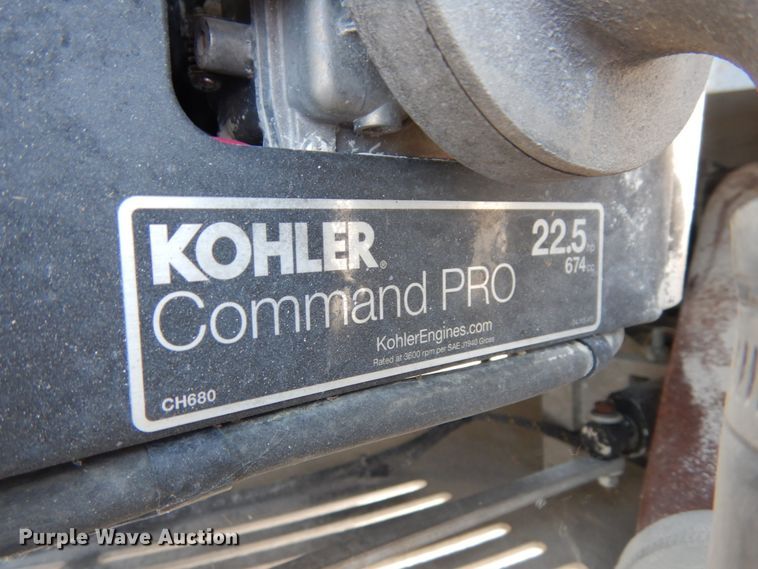 KOHLER®
22.5 hp
674 cc
Command PRO
KohlerEngines.com
Rated at 3600 rpm per SAE J1940 Gross
CH680
Purple Wave Auction